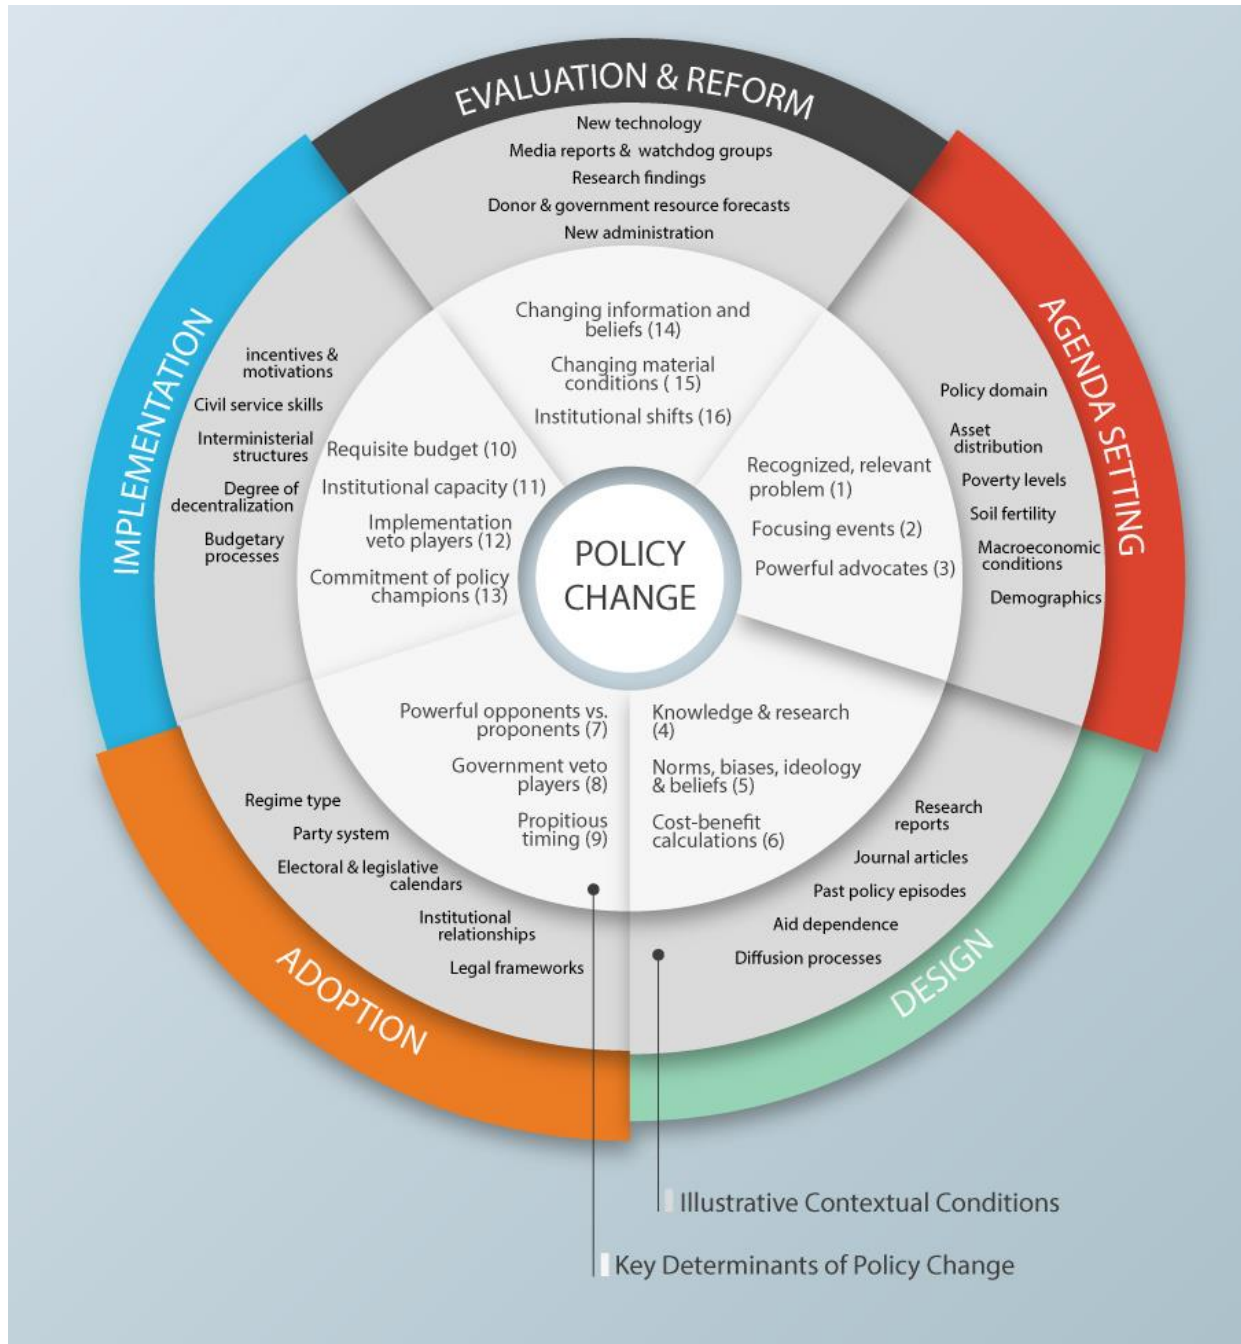 EVALUATION & REFORM
New technology
Media reports & watchdog groups
Research findings
Donor & government resource forecasts
New administration
Changing information and
beliefs (14)
Changing material
conditions ( 15)
Institutional shifts (16)
AGENDA SETTING
Policy domain
Asset
distribution
Poverty levels
Soil fertility
Macroeconomic
conditions
Demographics
Recognized, relevant
problem (1)
Focusing events (2)
Powerful advocates (3)
DESIGN
Knowledge & research
(4)
Norms, biases, ideology
& beliefs (5)
Cost-benefit
calculations (6)
Research
reports
Journal articles
Past policy episodes
Aid dependence
Diffusion processes
ADOPTION
Powerful opponents vs.
proponents (7)
Government veto
players (8)
Propitious
timing (9)
Regime type
Party system
Electoral & legislative
calendars
Institutional
relationships
Legal frameworks
IMPLEMENTATION
incentives &
motivations
Civil service skills
Interministerial
structures
Degree of
decentralization
Budgetary
processes
Requisite budget (10)
Institutional capacity (11)
Implementation
veto players (12)
Commitment of policy
champions (13)
POLICY
CHANGE
Illustrative Contextual Conditions
Key Determinants of Policy Change